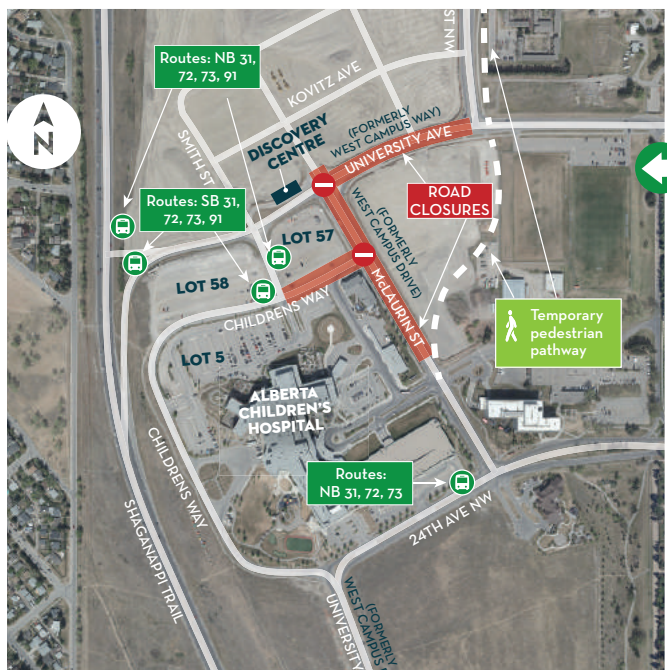 Routes: NB 31,
72, 73, 91
ST NW
KOVITZ AVE
(FORMERLY
WEST CAMPUS WAY)
UNIVERSITY AVE
N
SMITH ST
DISCOVERY
CENTRE
ROAD
CLOSURES
Routes: SB 31,
72, 73, 91
LOT 57
(FORMERLY
WEST CAMPUS DRIVE)
McLAURIN ST
LOT 58
CHILDRENS WAY
Temporary
pedestrian
pathway
LOT 5
ALBERTA
CHILDREN'S
HOSPITAL
CHILDRENS WAY
Routes:
NB 31, 72, 73
24TH AVE NW
SHAGANAPPI TRAIL
UNIVERSITY
(FORMERLY
WEST CAMPUS